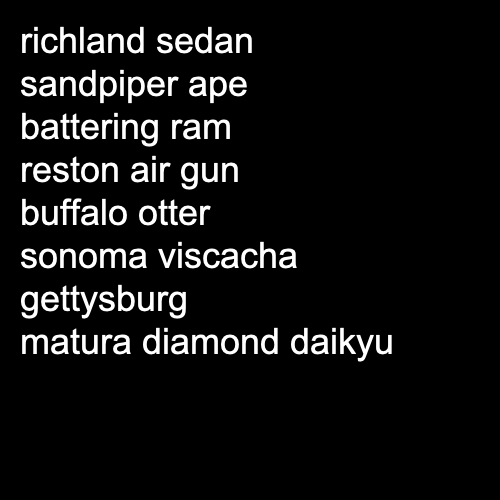 richland sedan
sandpiper ape
battering ram
reston air gun
buffalo otter
sonoma viscacha
gettysburg
matura diamond daikyu